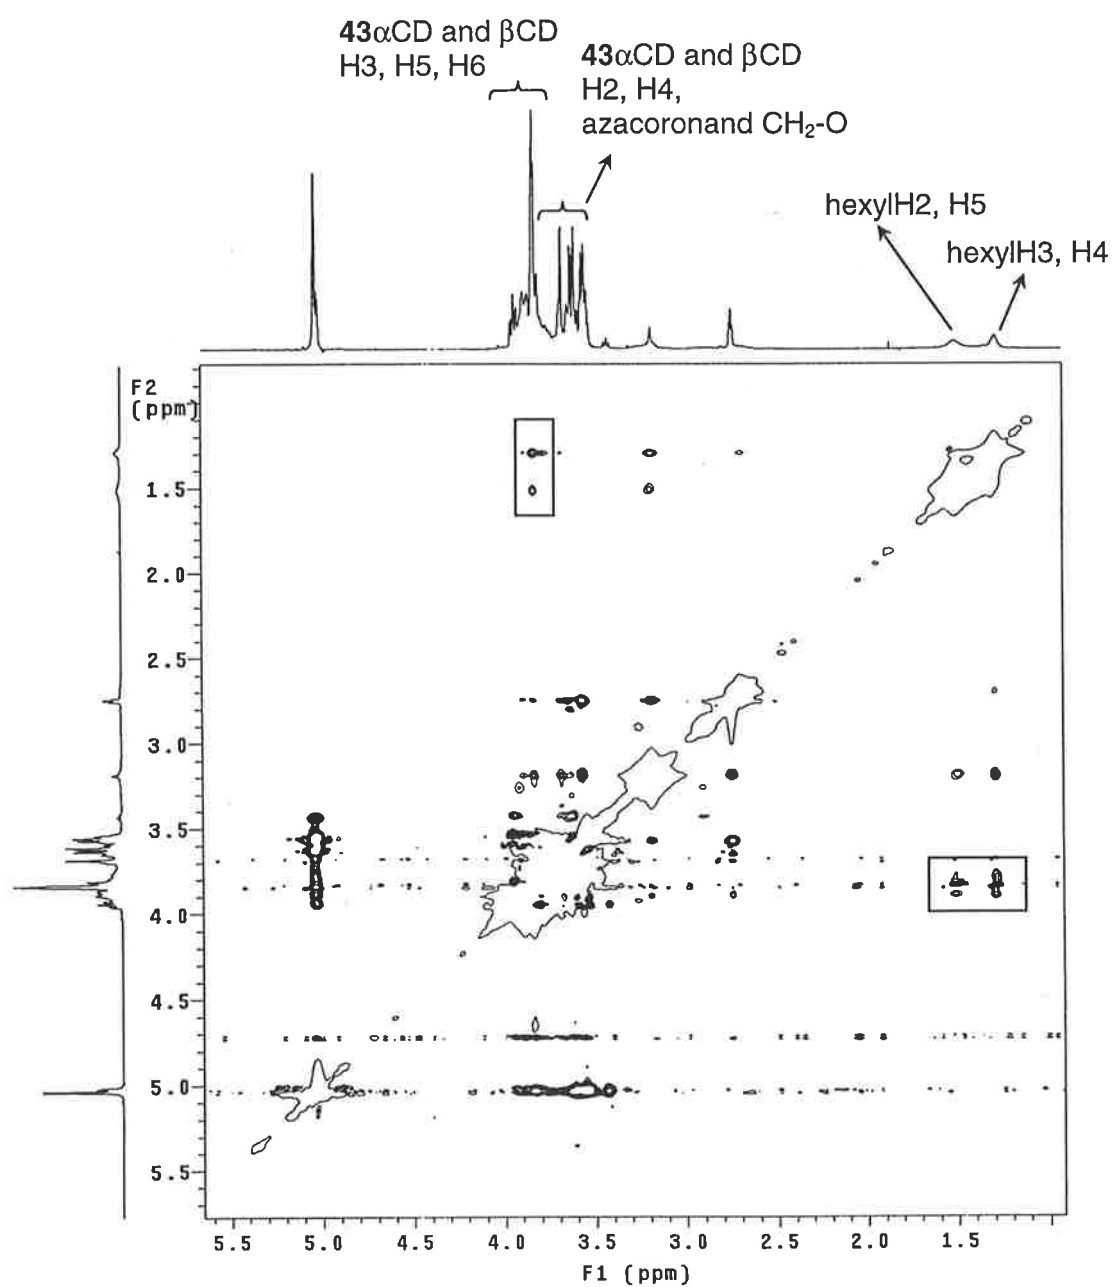 43αCD and βCD
H3, H5, H6
43αCD and βCD
H2, H4,
azacoronand CH₂-O
hexylH2, H5
hexylH3, H4
F2
(ppm)
1.5
2.0
2.5
3.0
3.5
4.0
4.5
5.0
5.5
5.5 5.0 4.5 4.0 3.5 3.0 2.5 2.0 1.5
F1 (ppm)